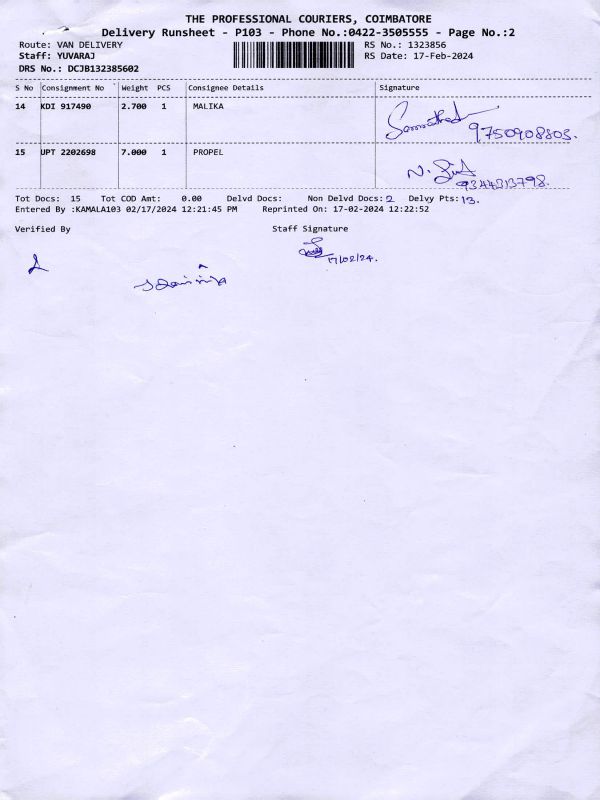 THE PROFESSIONAL COURIERS, COIMBATORE
Delivery Runsheet - P103 - Phone No.:0422-3505555 - Page No.:2
Route: VAN DELIVERY RS No.: 1323856
Staff: YUVARAJ RS Date: 17-Feb-2024
DRS No.: DCJB132385602
S No Consignment No Weight PCS Consignee Details Signature
14 KDI 917490 2.700 1 MALIKA
9750908803.
15 UPT 2202698 7.000 1 PROPEL
9344313798.
Tot Docs: 15 Tot COD Amt: 0.00 Delvd Docs: Non Delvd Docs: 2 Delvy Pts: 13.
Entered By :KAMALA103 02/17/2024 12:21:45 PM Reprinted On: 17-02-2024 12:22:52
Verified By Staff Signature
17/02/24.